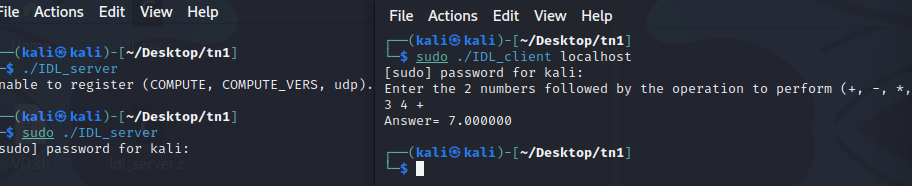 File Actions Edit View Help
(kali㉿kali)-[~/Desktop/tn1]
$ ./IDL_server
nable to register (COMPUTE, COMPUTE_VERS, udp).
(kali㉿kali)-[~/Desktop/tn1]
$ sudo ./IDL_server
sudo] password for kali:
File Actions Edit View Help
(kali㉿kali)-[~/Desktop/tn1]
$ sudo ./IDL_client localhost
[sudo] password for kali:
Enter the 2 numbers followed by the operation to perform (+, -, *,
3 4 +
Answer= 7.000000
(kali㉿kali)-[~/Desktop/tn1]
$